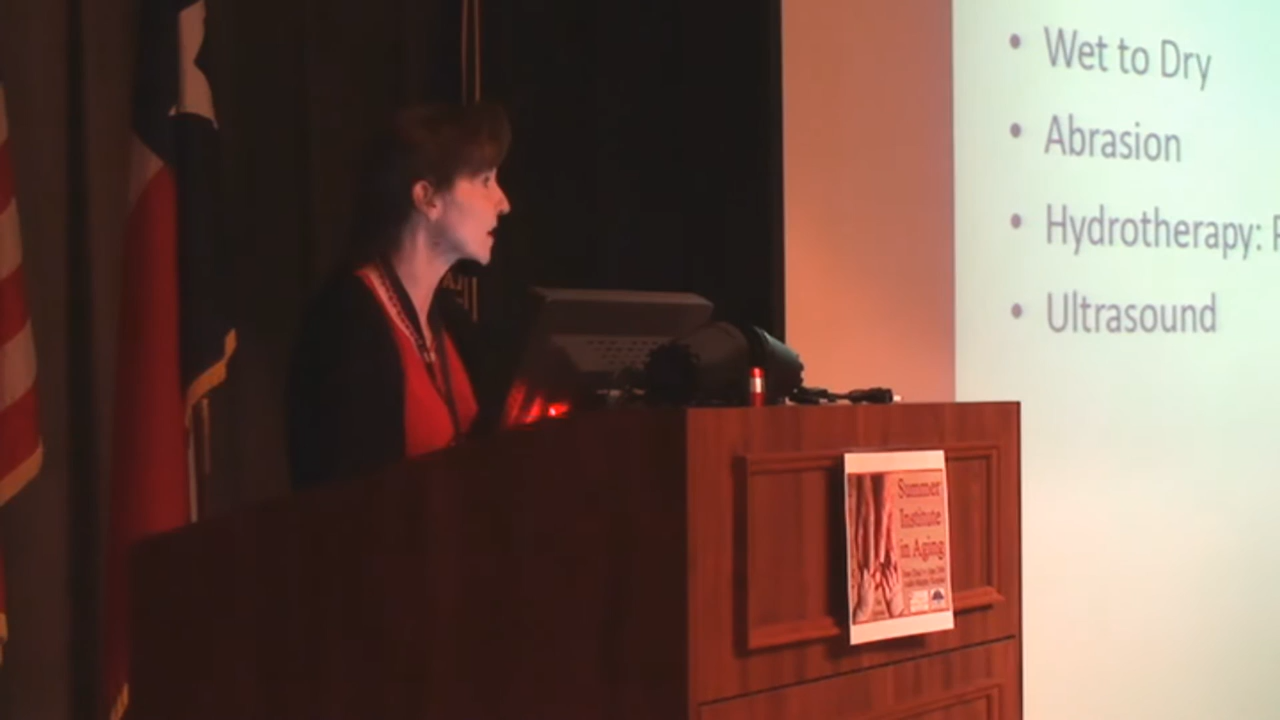 • Wet to Dry
• Abrasion
• Hydrotherapy:
• Ultrasound
Summer
Institute
in Aging